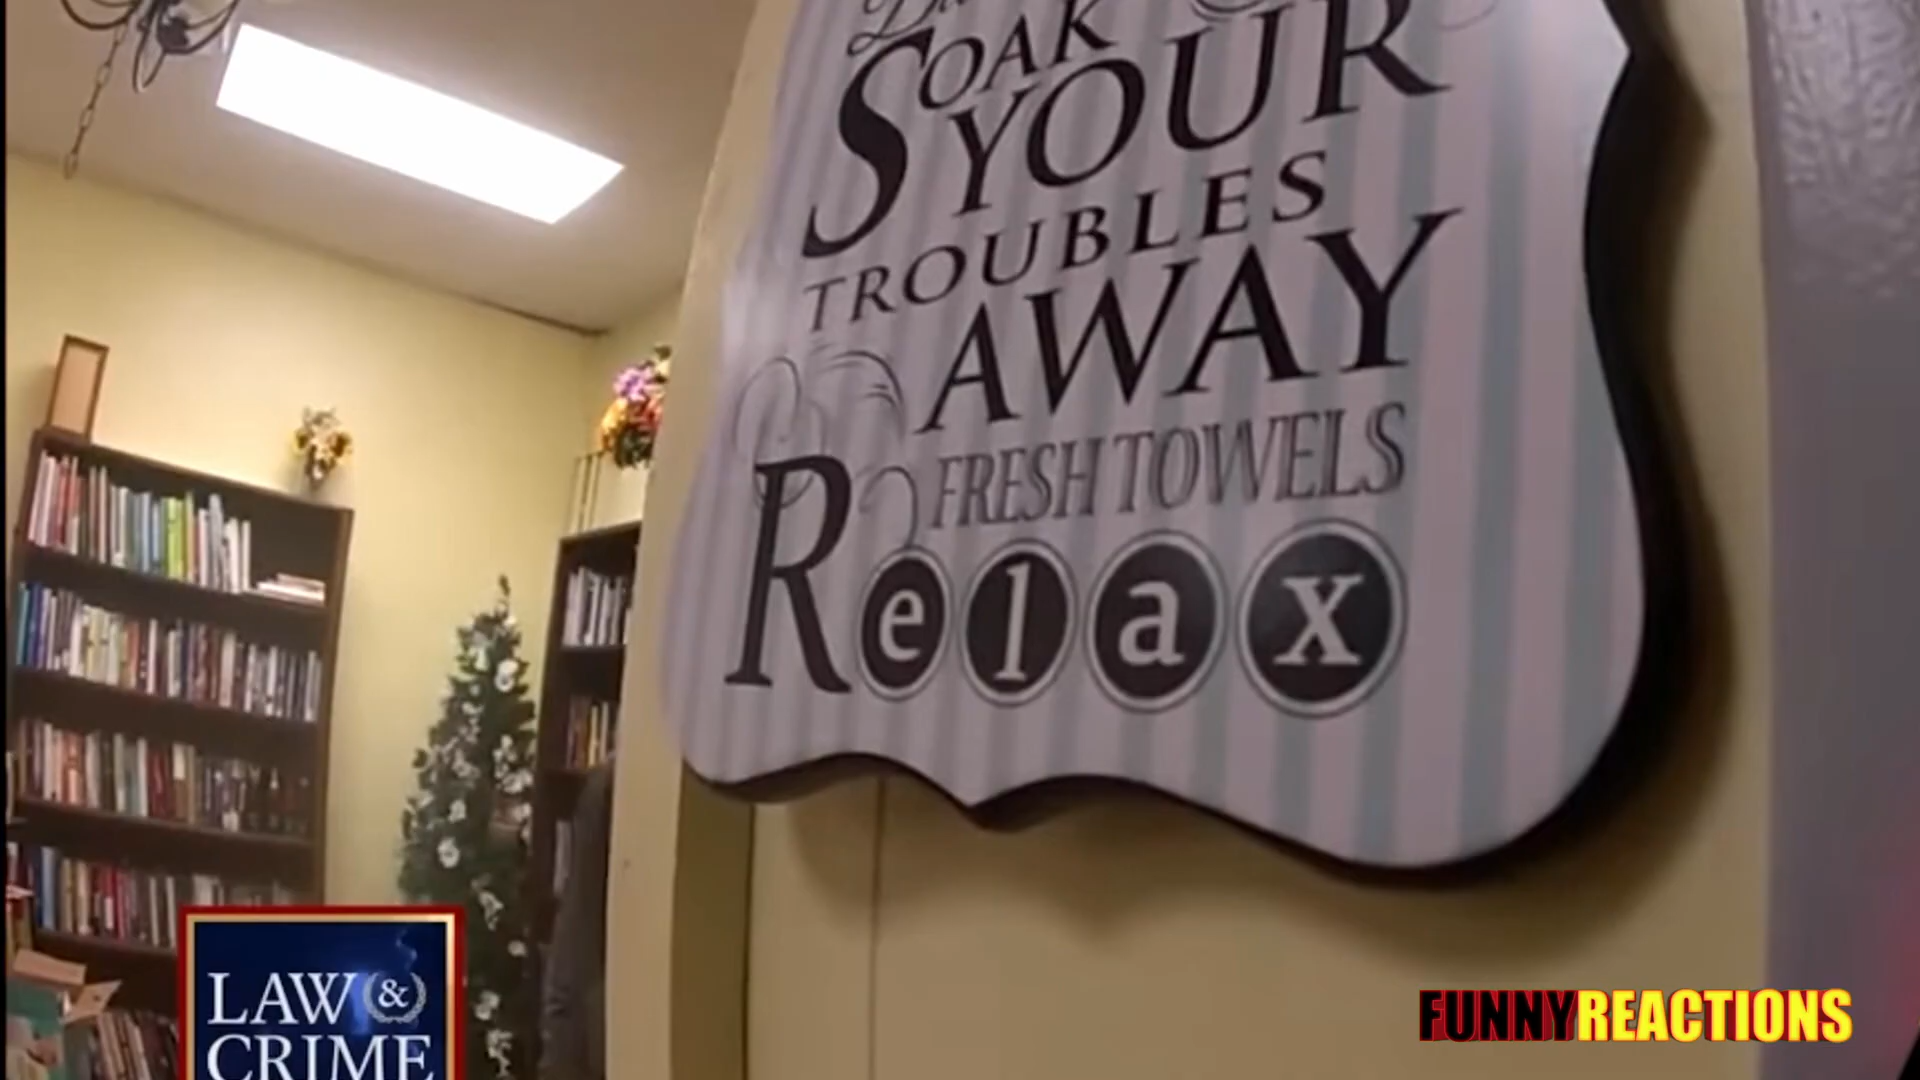 SOAK
YOUR
TROUBLES
AWAY
FRESH TOWELS
Relax
LAW &
CRIME
FUNNYREACTIONS